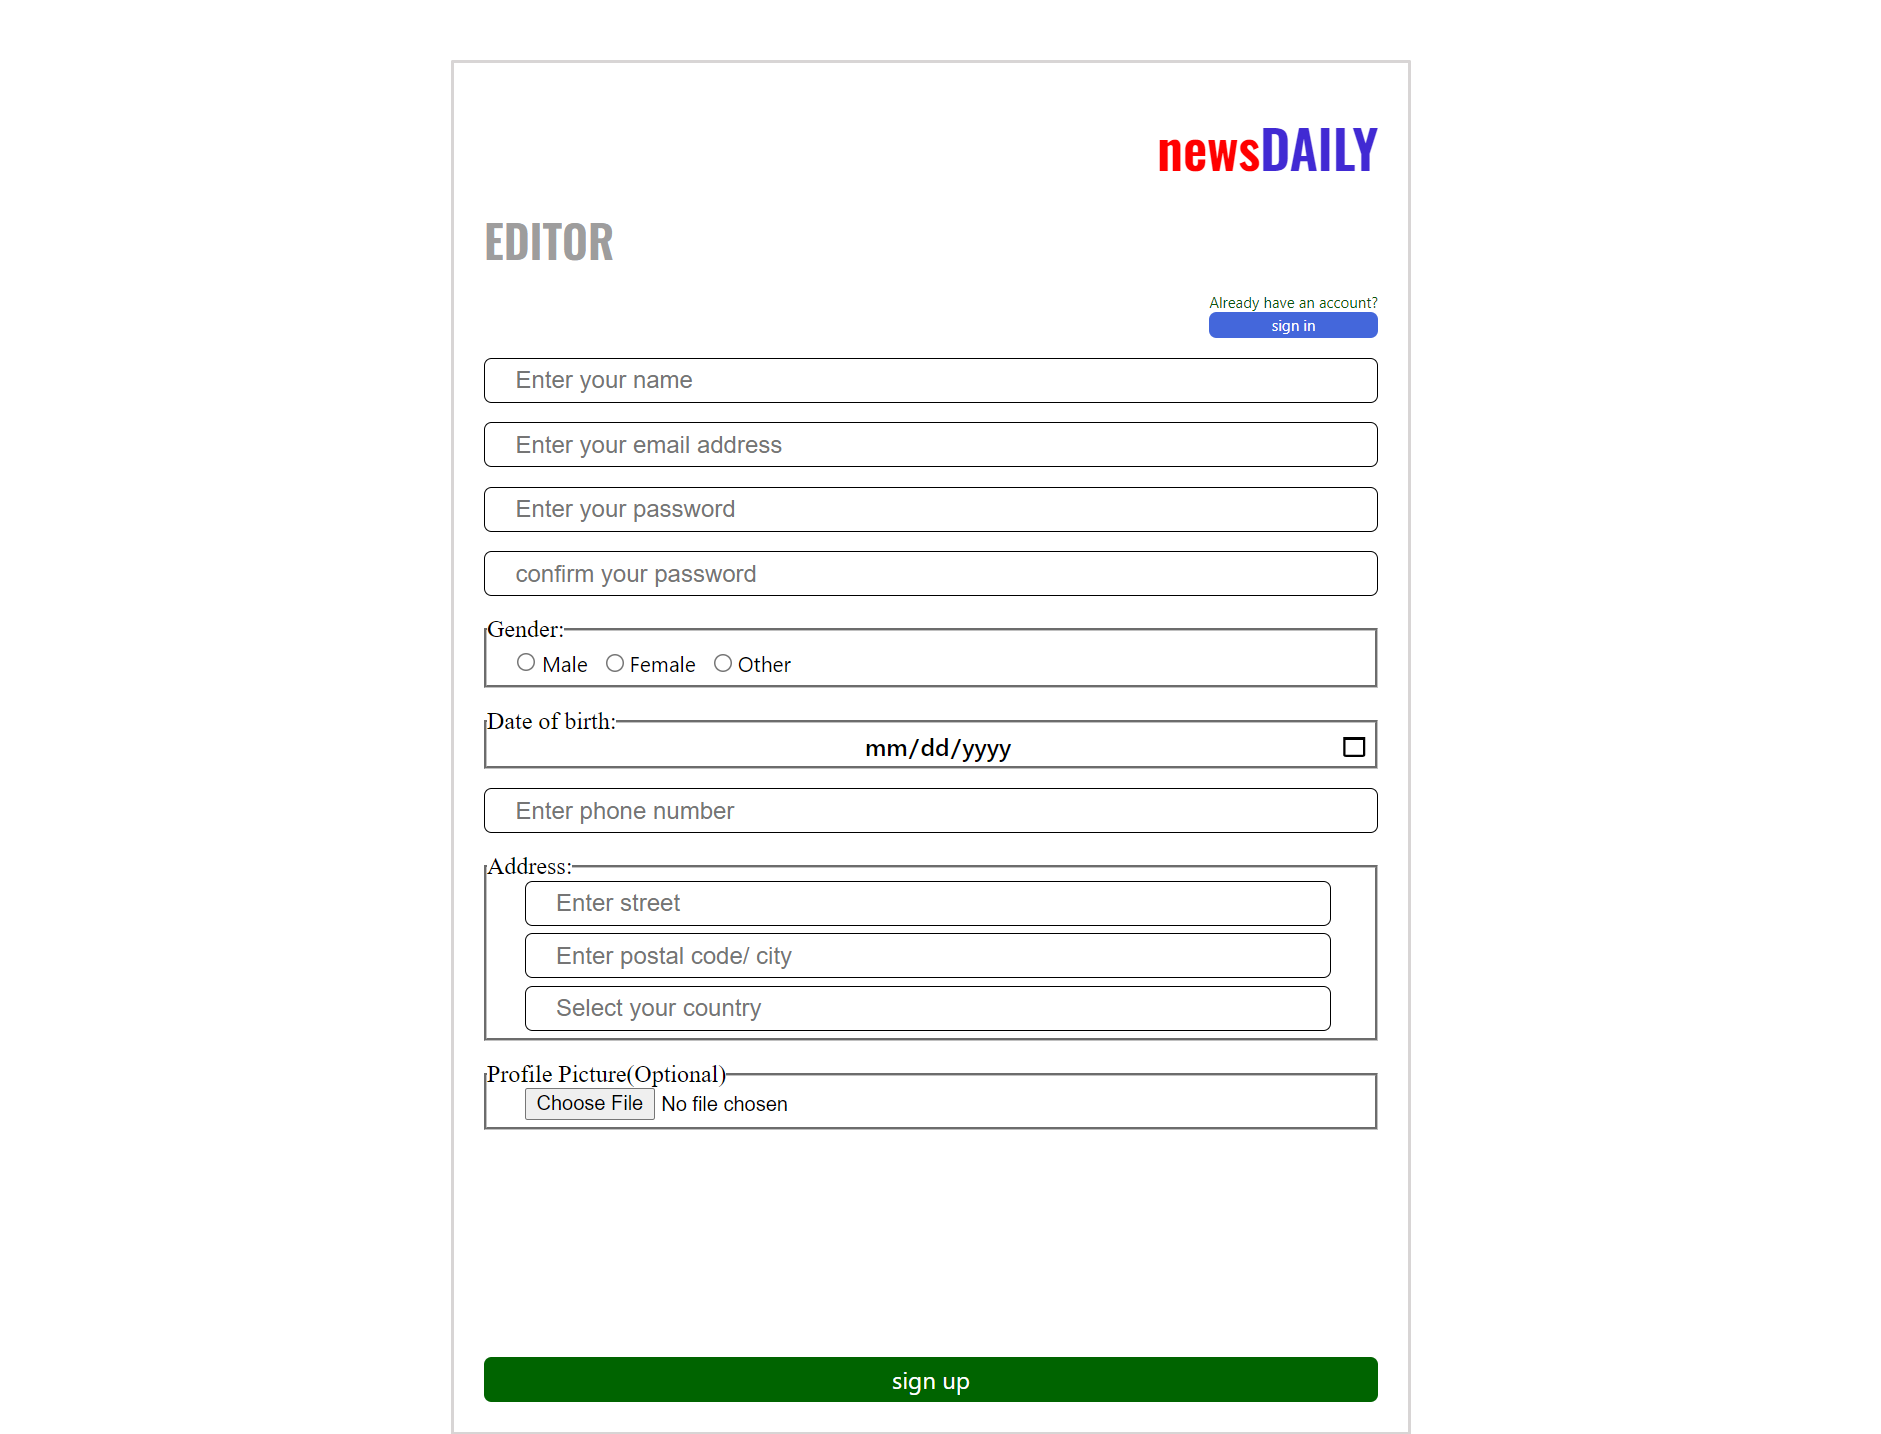 newsDAILY
EDITOR
Already have an account?
sign in
Enter your name
Enter your email address
Enter your password
confirm your password
Gender:
Male Female Other
Date of birth:
mm/dd/yyyy
Enter phone number
Address:
Enter street
Enter postal code/ city
Select your country
Profile Picture(Optional)
Choose File No file chosen
sign up